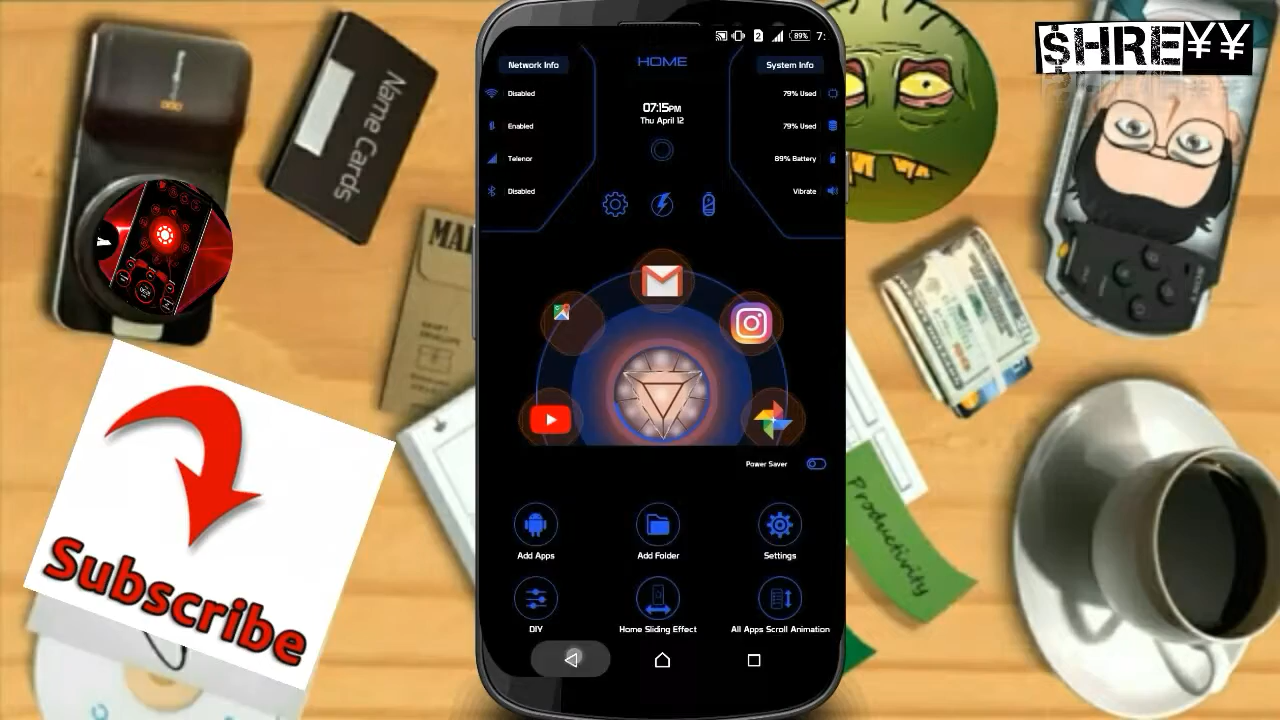 $HRE¥¥
Name Cards
89%
7:
Network Info
HOME
System Info
Disabled
07:15PM
79% Used
Thu April 12
Enabled
79% Used
Telenor
89% Battery
Disabled
Vibrate
Power Saver
Add Apps
Add Folder
Settings
DIY
Home Sliding Effect
All Apps Scroll Animation
Subscribe
Productivity